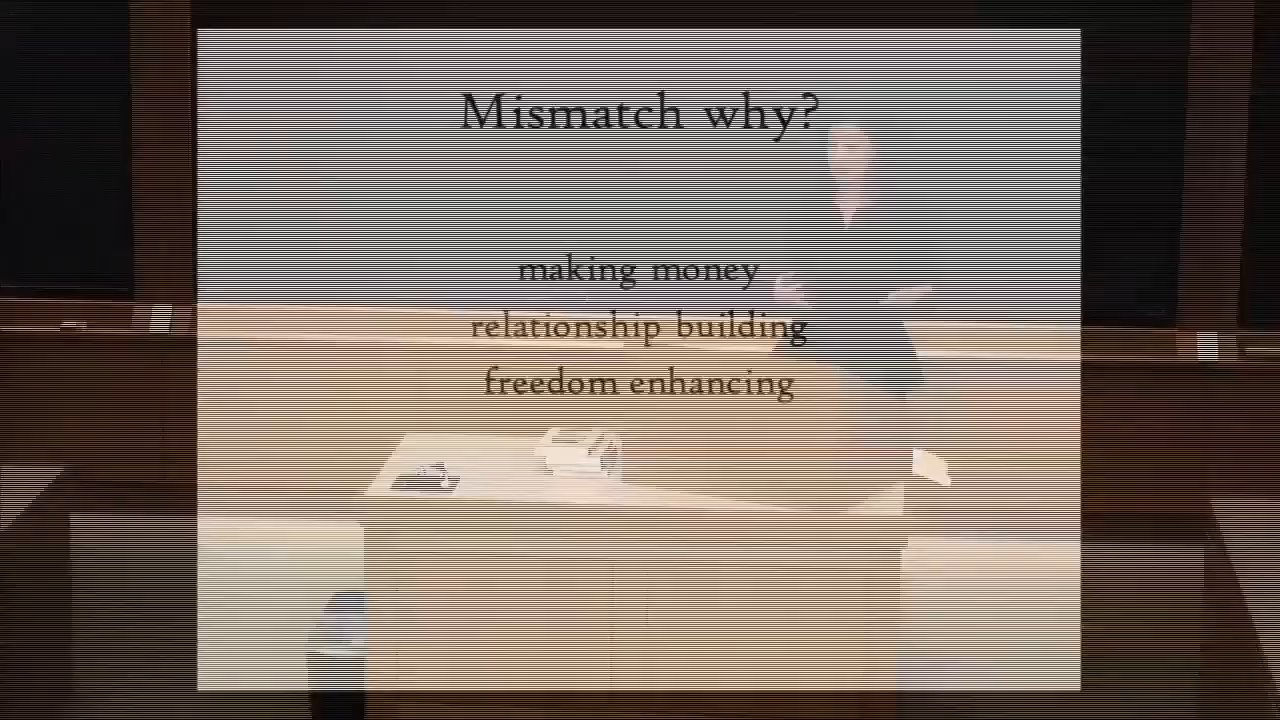 Mismatch why?
making money
relationship building
freedom enhancing